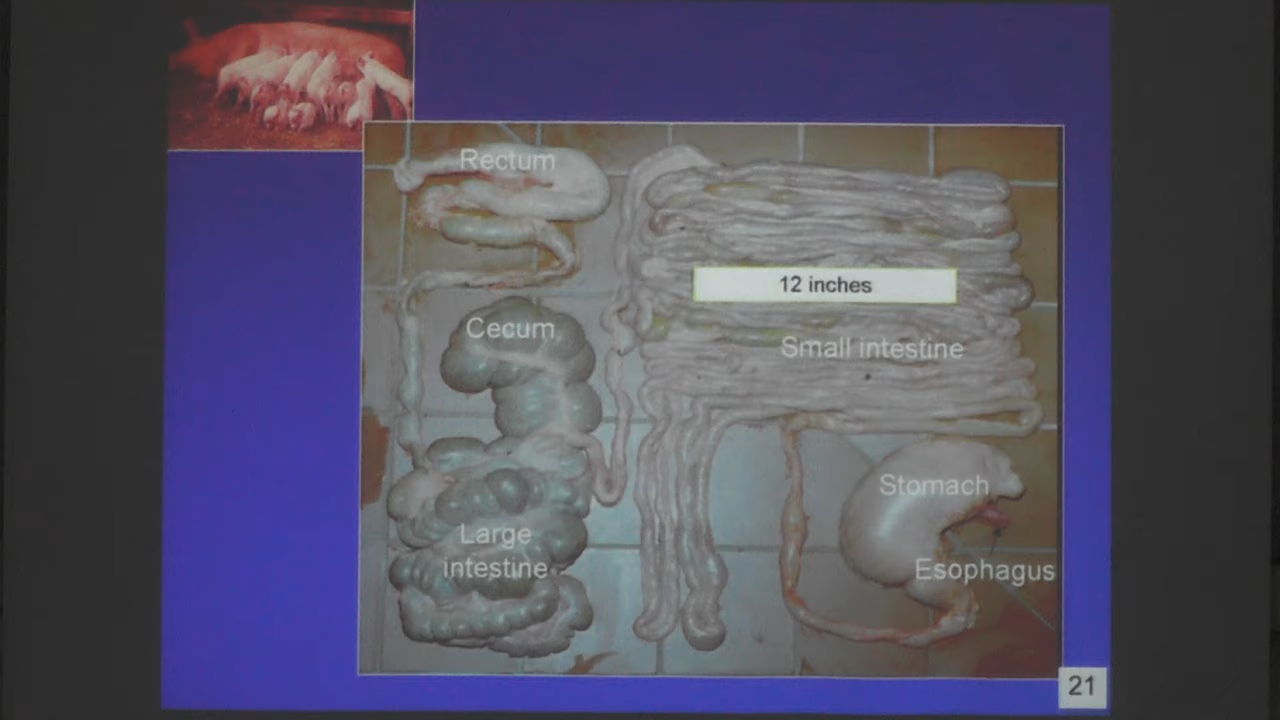 Rectum
12 inches
Cecum
Small intestine
Stomach
Large
intestine
Esophagus
21